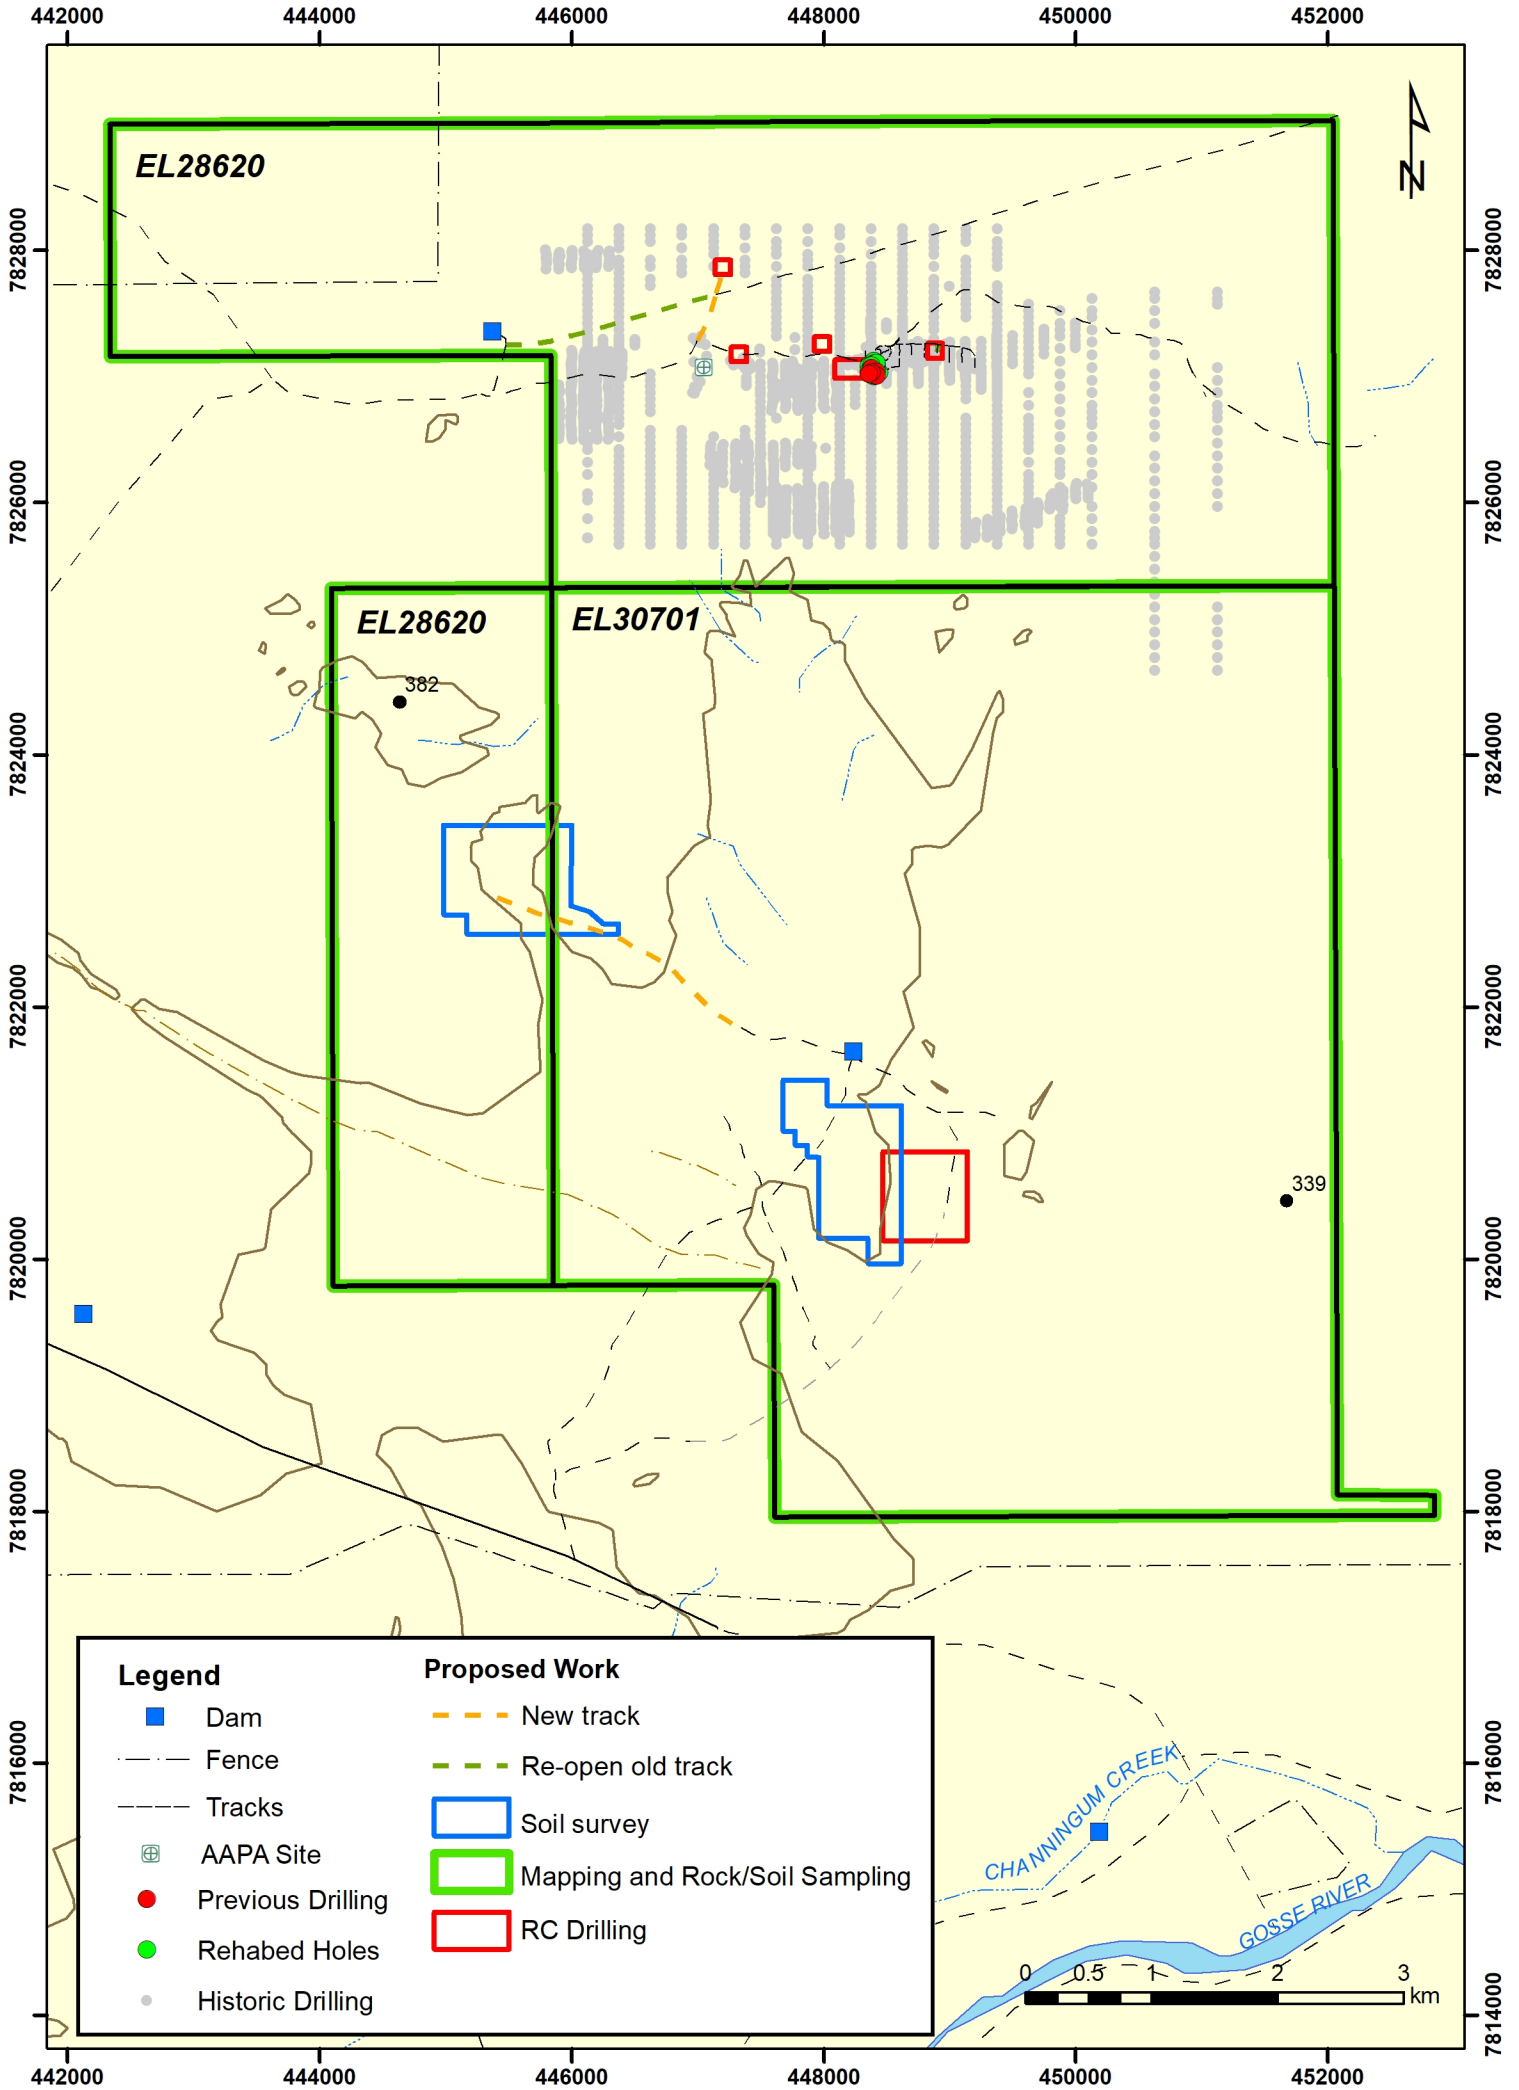 442000 444000 446000 448000 450000 452000
N
EL28620
7828000 7828000
7826000 7826000
EL28620 EL30701
382
7824000 7824000
7822000 7822000
339
7820000 7820000
7818000 7818000
Legend
Dam
Fence
Tracks
AAPA Site
Previous Drilling
Rehabed Holes
Historic Drilling
Proposed Work
New track
Re-open old track
Soil survey
Mapping and Rock/Soil Sampling
RC Drilling
7816000 7816000
CHANNINGUM CREEK
GOSSE RIVER
0 0.5 1 2 3
km
7814000 7814000
442000 444000 446000 448000 450000 452000